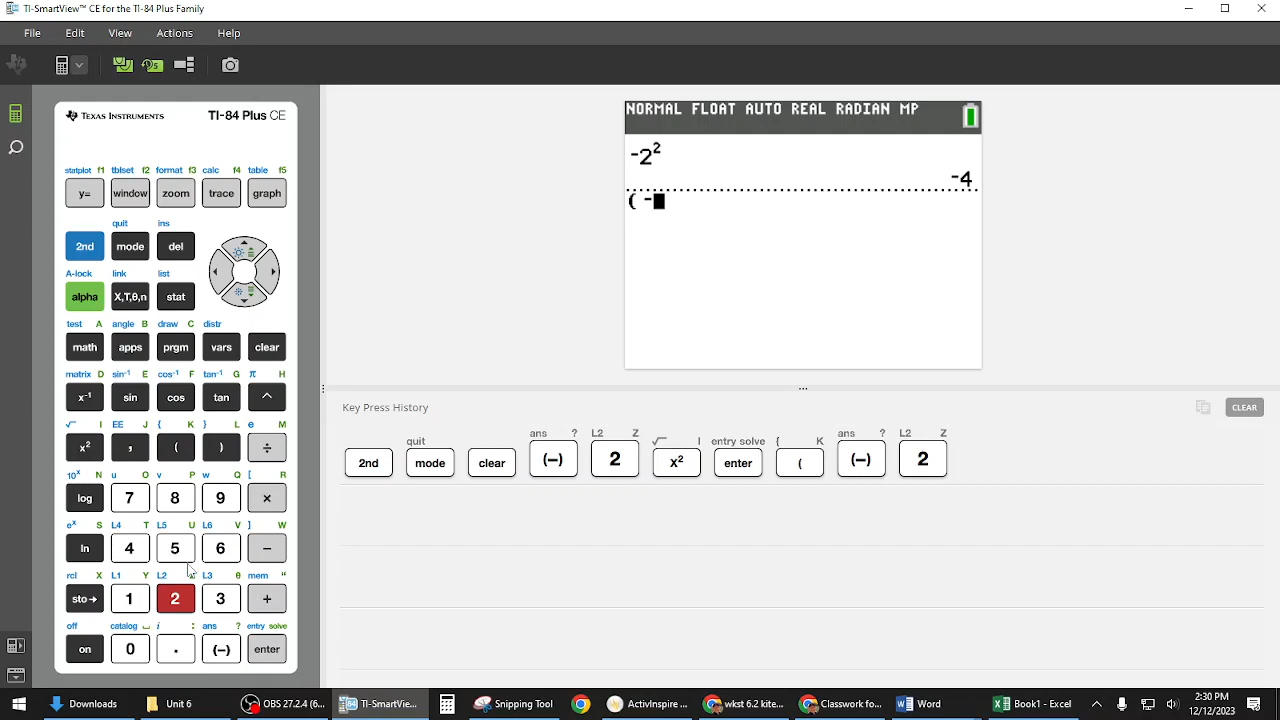 TI-SmartView™ CE for the TI-84 Plus Family
File Edit View Actions Help
TEXAS INSTRUMENTS TI-84 Plus CE
statplot f1 tblset f2 format f3 calc f4 table f5
y= window zoom trace graph
quit ins
2nd mode del
A-lock link list
alpha X,T,θ,n stat
test A angle B draw C distr
math apps prgm vars clear
matrix D sin⁻¹ E cos⁻¹ F tan⁻¹ G π H
x⁻¹ sin cos tan ^
√ I EE J { K } L e M
x² , ( ) ÷
10ˣ N u O v P w Q [ R
log 7 8 9 ×
eˣ S L4 T L5 U L6 V ] W
ln 4 5 6 −
rcl X L1 Y L2 L3 θ mem “
sto→ 1 2 3 +
off catalog ␣ i : ans ? entry solve
on 0 . (−) enter
NORMAL FLOAT AUTO REAL RADIAN MP
-2²
-4
( -
Key Press History
CLEAR
quit ans ? L2 Z √ I entry solve { K ans ? L2 Z
2nd mode clear (−) 2 X² enter ( (−) 2
Downloads Unit 6 OBS 27.2.4 (6... TI-SmartVie... Snipping Tool ActivInspire ... wkst 6.2 kite... Classwork fo... Word Book1 - Excel
2:30 PM
12/12/2023